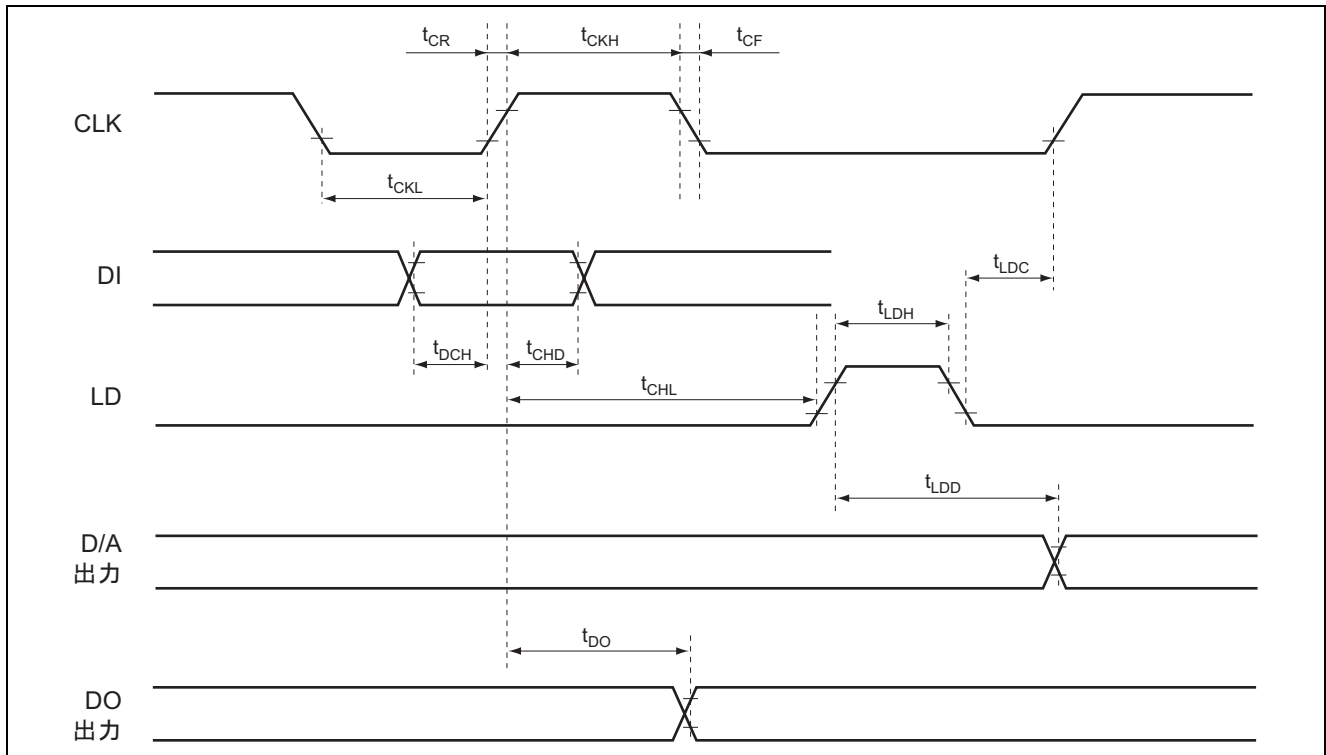 tCR
tCKH
tCF
CLK
tCKL
DI
tLDC
tLDH
tDCH
tCHD
tCHL
LD
tLDD
D/A
出力
tDO
DO
出力